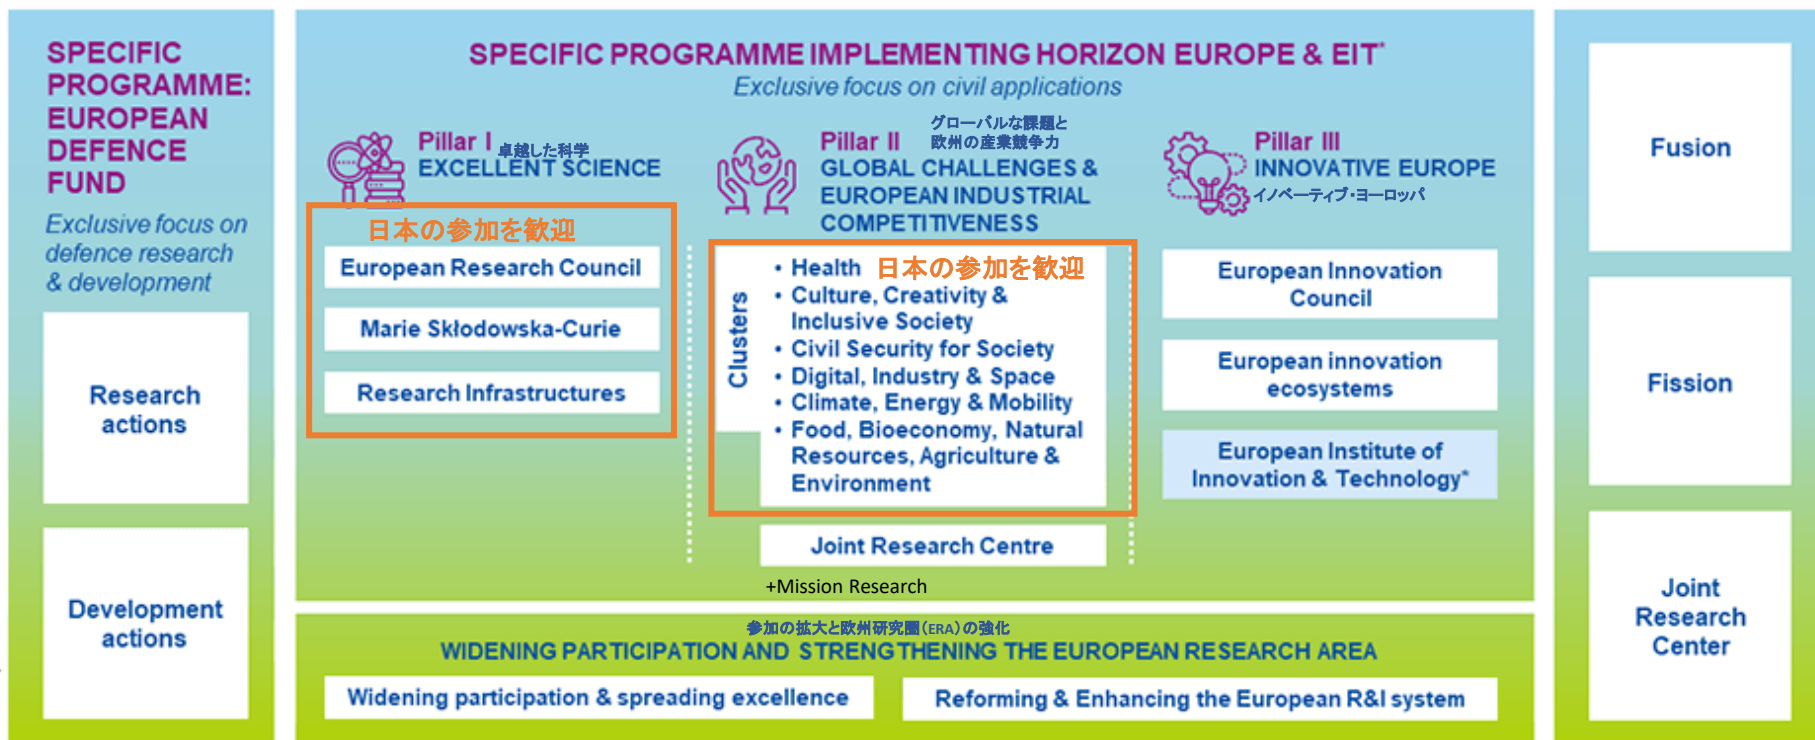 SPECIFIC
PROGRAMME:
EUROPEAN
DEFENCE
FUND
Exclusive focus on
defence research
& development
Research
actions
Development
actions
SPECIFIC PROGRAMME IMPLEMENTING HORIZON EUROPE & EIT*
Exclusive focus on civil applications
Pillar I
卓越した科学
EXCELLENT SCIENCE
日本の参加を歓迎
European Research Council
Marie Skłodowska-Curie
Research Infrastructures
Pillar II
グローバルな課題と
欧州の産業競争力
GLOBAL CHALLENGES &
EUROPEAN INDUSTRIAL
COMPETITIVENESS
Clusters
• Health
日本の参加を歓迎
• Culture, Creativity &
Inclusive Society
• Civil Security for Society
• Digital, Industry & Space
• Climate, Energy & Mobility
• Food, Bioeconomy, Natural
Resources, Agriculture &
Environment
Joint Research Centre
+Mission Research
Pillar III
INNOVATIVE EUROPE
イノベーティブ・ヨーロッパ
European Innovation
Council
European innovation
ecosystems
European Institute of
Innovation & Technology*
参加の拡大と欧州研究圏(ERA)の強化
WIDENING PARTICIPATION AND STRENGTHENING THE EUROPEAN RESEARCH AREA
Widening participation & spreading excellence
Reforming & Enhancing the European R&I system
Fusion
Fission
Joint
Research
Center